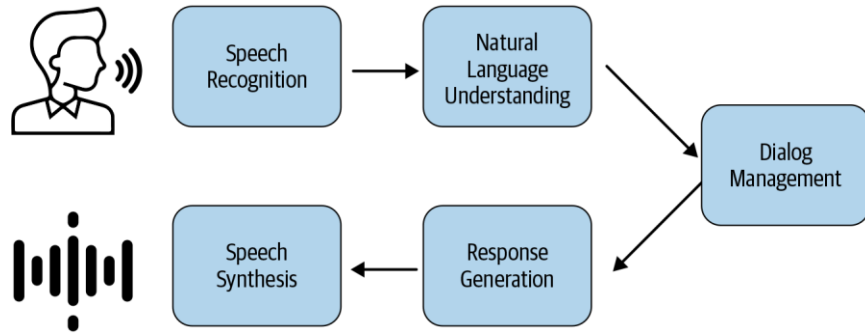 Speech
Recognition
Natural
Language
Understanding
Dialog
Management
Speech
Synthesis
Response
Generation